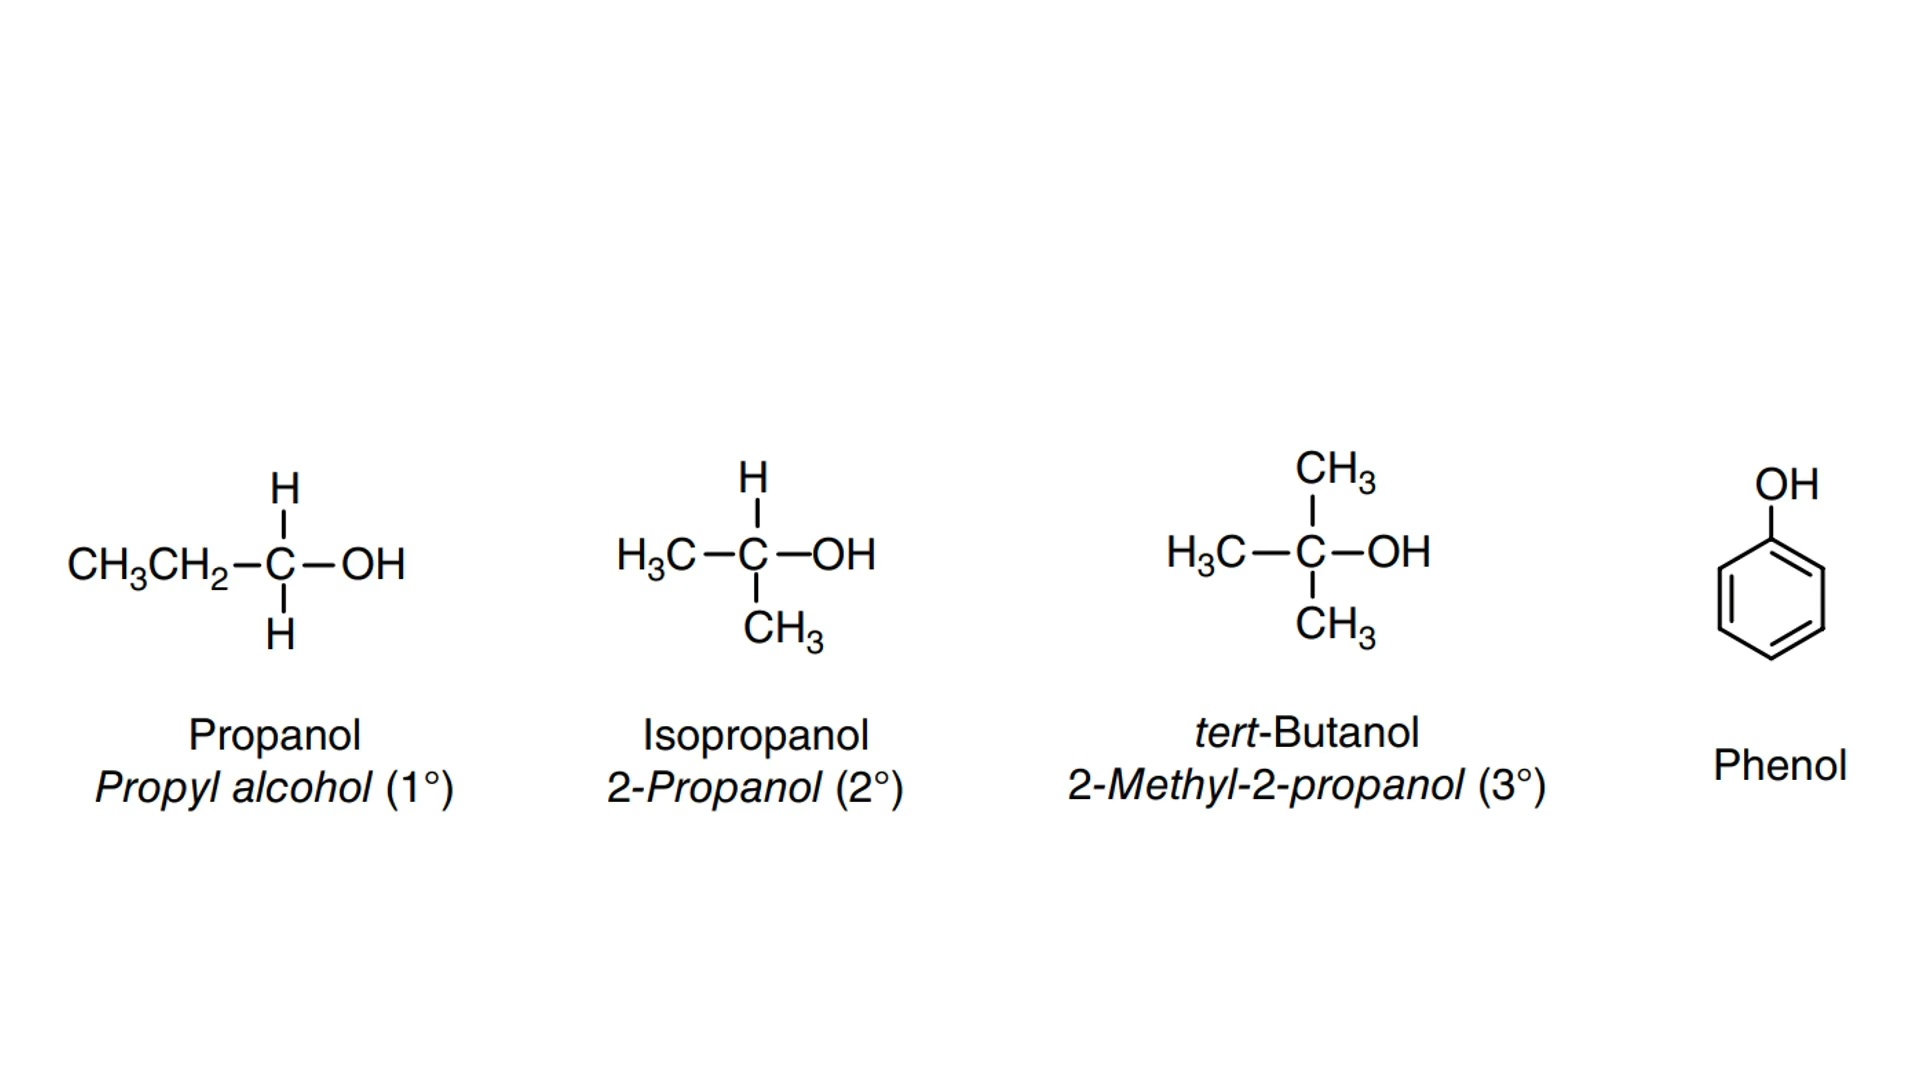 H
CH₃CH₂–C–OH
H
Propanol
Propyl alcohol (1°)
H
H₃C–C–OH
CH₃
Isopropanol
2-Propanol (2°)
CH₃
H₃C–C–OH
CH₃
tert-Butanol
2-Methyl-2-propanol (3°)
OH
Phenol